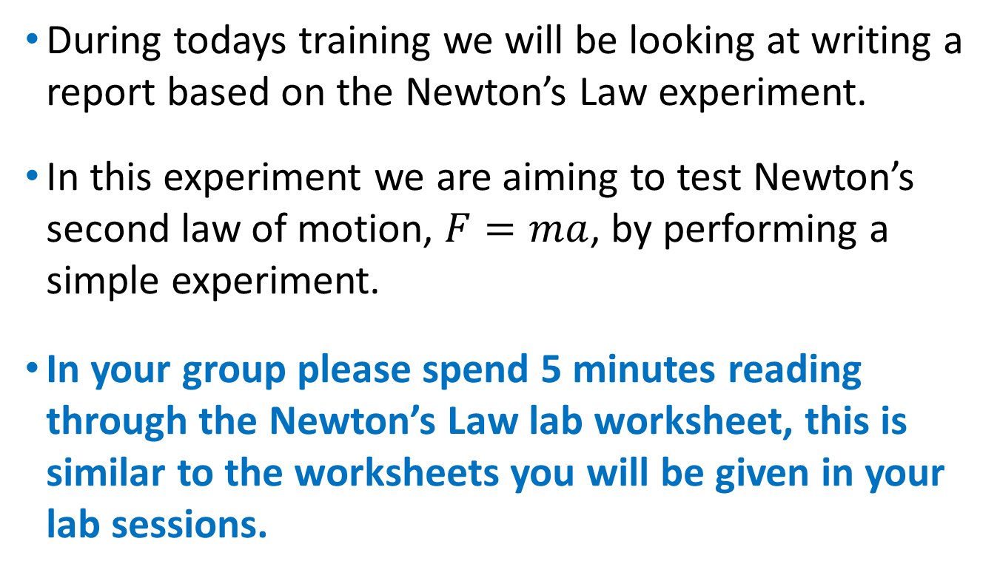 • During todays training we will be looking at writing a
report based on the Newton’s Law experiment.
• In this experiment we are aiming to test Newton’s
second law of motion, 𝐹 = 𝑚𝑎, by performing a
simple experiment.
• In your group please spend 5 minutes reading
through the Newton’s Law lab worksheet, this is
similar to the worksheets you will be given in your
lab sessions.